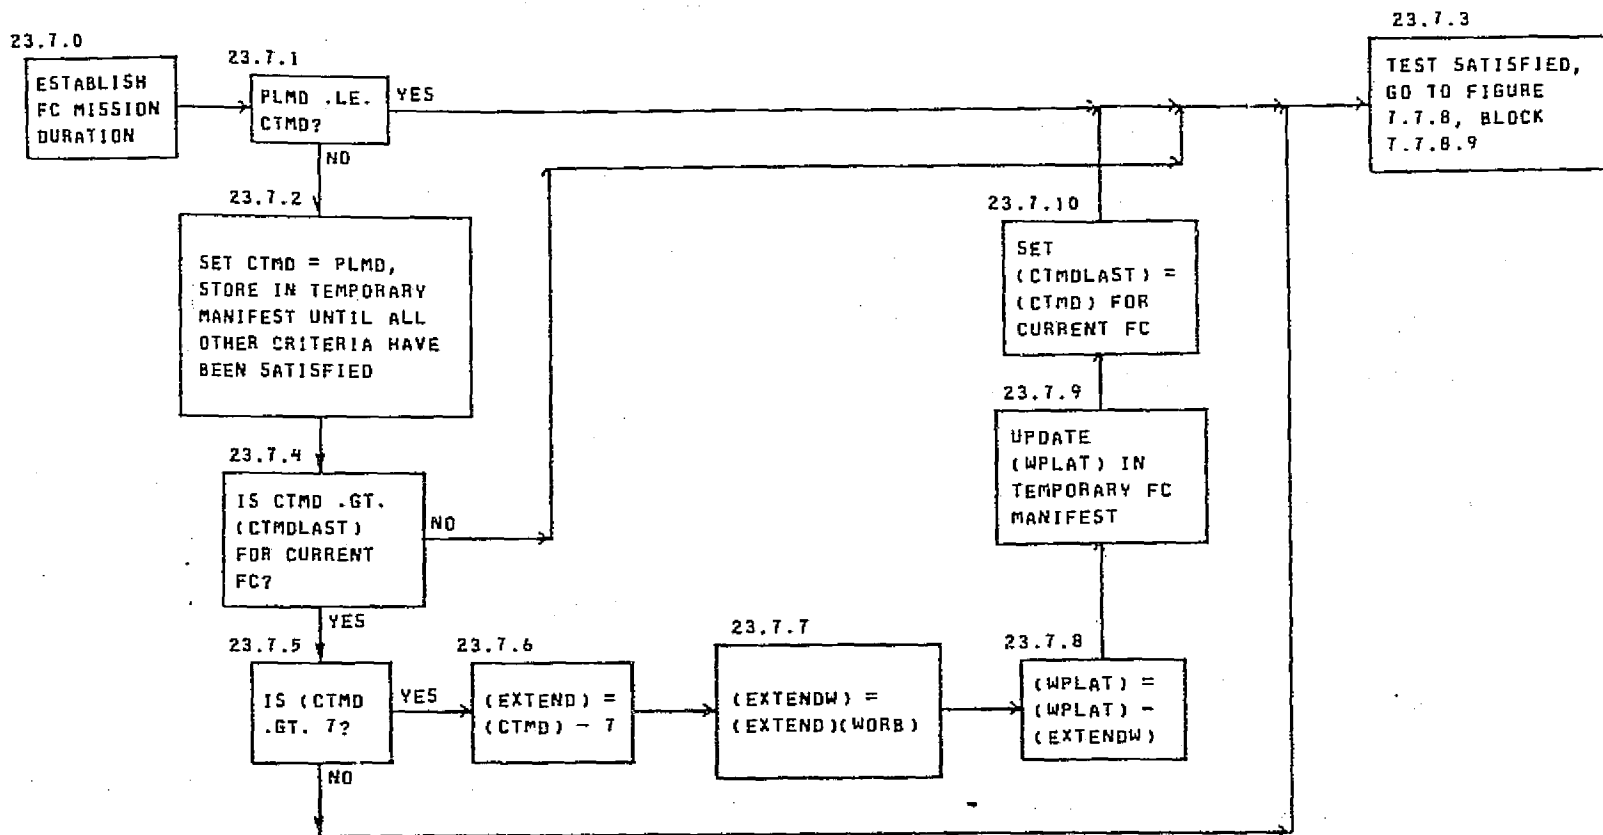 23.7.0
ESTABLISH
FC MISSION
DURATION
23.7.1
PLMD .LE.
CTMD?
YES
NO
23.7.3
TEST SATISFIED,
GO TO FIGURE
7.7.8, BLOCK
7.7.8.9
23.7.2
SET CTMD = PLMD,
STORE IN TEMPORARY
MANIFEST UNTIL ALL
OTHER CRITERIA HAVE
BEEN SATISFIED
23.7.4
IS CTMD .GT.
(CTMDLAST)
FOR CURRENT
FC?
NO
YES
23.7.5
IS (CTMD
.GT. 7?
YES
NO
23.7.6
(EXTEND) =
(CTMD) - 7
23.7.7
(EXTENDW) =
(EXTEND)(WORB)
23.7.8
(WPLAT) =
(WPLAT) -
(EXTENDW)
23.7.9
UPDATE
(WPLAT) IN
TEMPORARY FC
MANIFEST
23.7.10
SET
(CTMDLAST) =
(CTMD) FOR
CURRENT FC